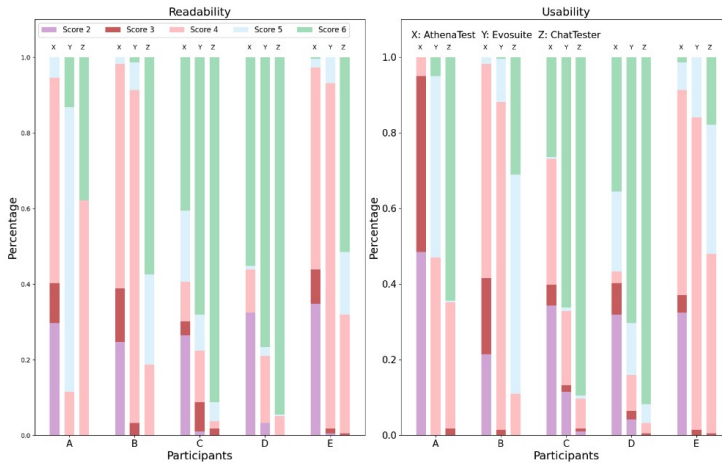 Readability
Score 2 Score 3 Score 4 Score 5 Score 6
X Y Z X Y Z X Y Z X Y Z X Y Z
1.0
0.8
0.6
0.4
0.2
0.0
Percentage
A B C D E
Participants
Usability
X: AthenaTest Y: Evosuite Z: ChatTester
X Y Z X Y Z X Y Z X Y Z X Y Z
1.0
0.8
0.6
0.4
0.2
0.0
Percentage
A B C D E
Participants